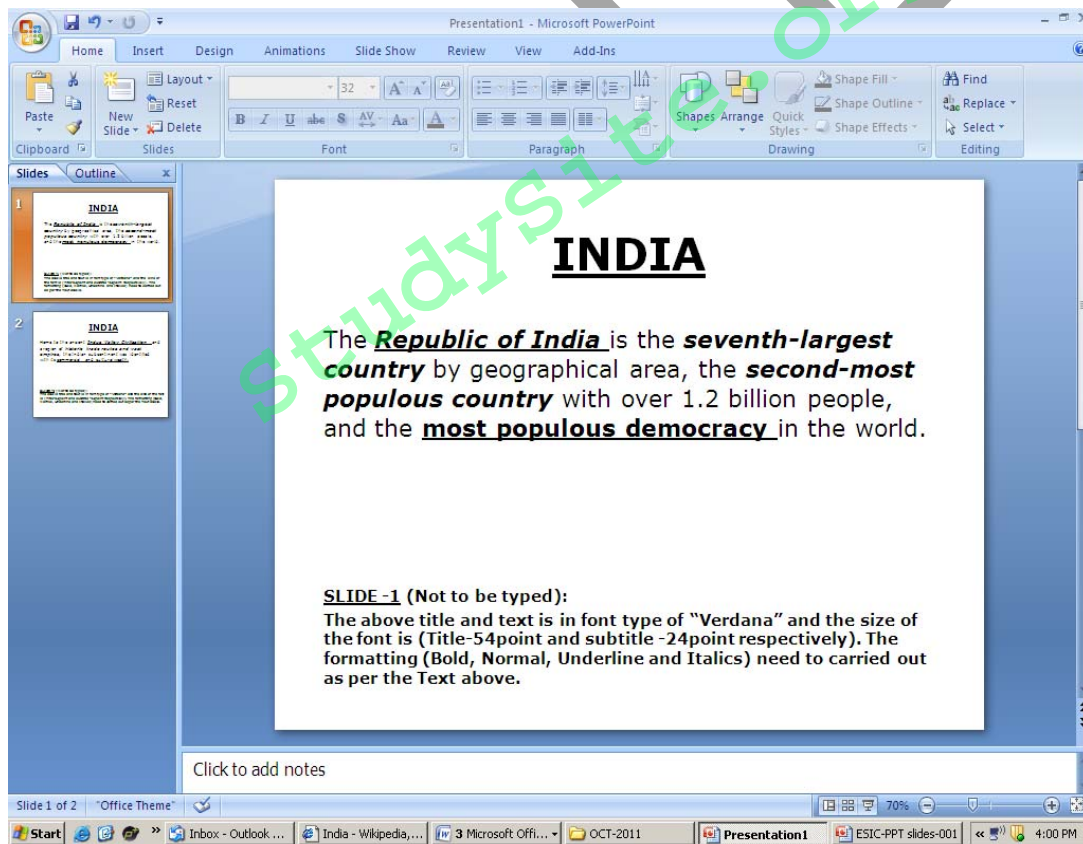 Presentation1 - Microsoft PowerPoint
Home Insert Design Animations Slide Show Review View Add-Ins
Paste
New Slide
Layout
Reset
Delete
32
Shapes Arrange Quick Styles
Shape Fill
Shape Outline
Shape Effects
Find
Replace
Select
Clipboard Slides Font Paragraph Drawing Editing
Slides Outline x
1
INDIA
2
INDIA
studysite.or
INDIA
The Republic of India is the seventh-largest
country by geographical area, the second-most
populous country with over 1.2 billion people,
and the most populous democracy in the world.
SLIDE -1 (Not to be typed):
The above title and text is in font type of “Verdana” and the size of
the font is (Title-54point and subtitle -24point respectively). The
formatting (Bold, Normal, Underline and Italics) need to carried out
as per the Text above.
Click to add notes
Slide 1 of 2 "Office Theme" 70%
Start » Inbox - Outlook ... India - Wikipedia,... 3 Microsoft Offi... OCT-2011 Presentation1 ESIC-PPT slides-001 « 4:00 PM